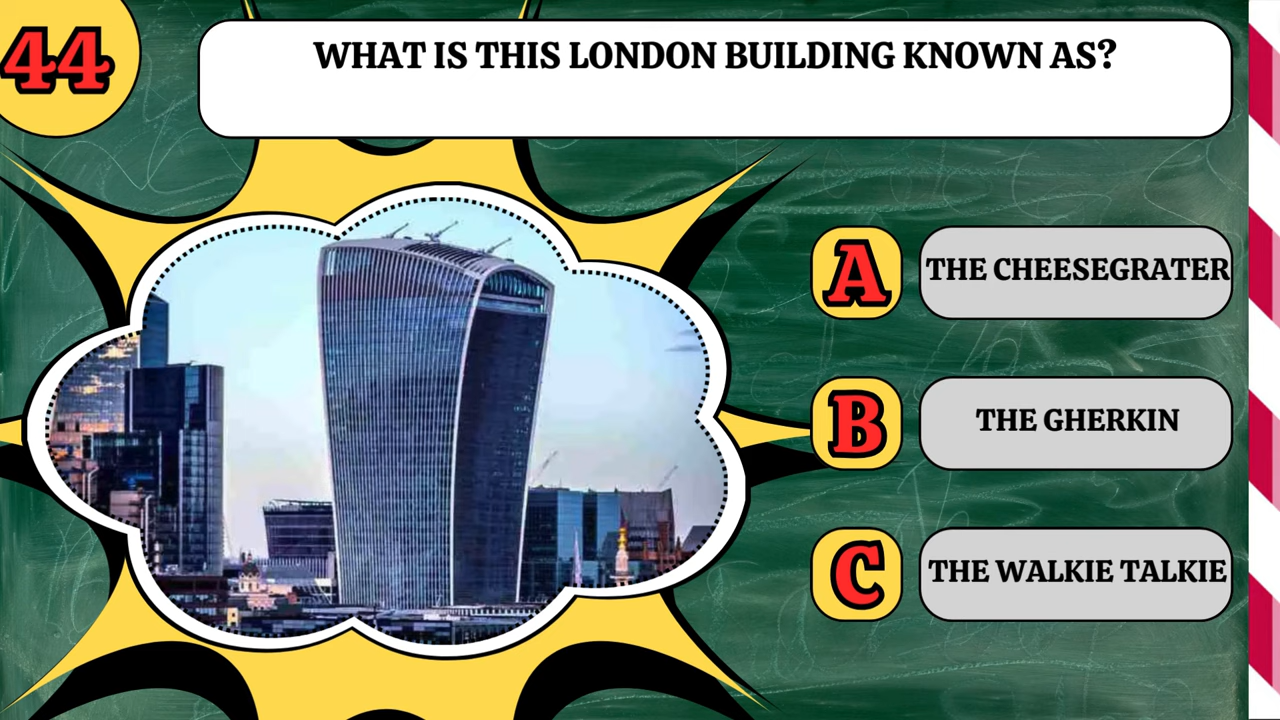 44
WHAT IS THIS LONDON BUILDING KNOWN AS?
A
THE CHEESEGRATER
B
THE GHERKIN
C
THE WALKIE TALKIE